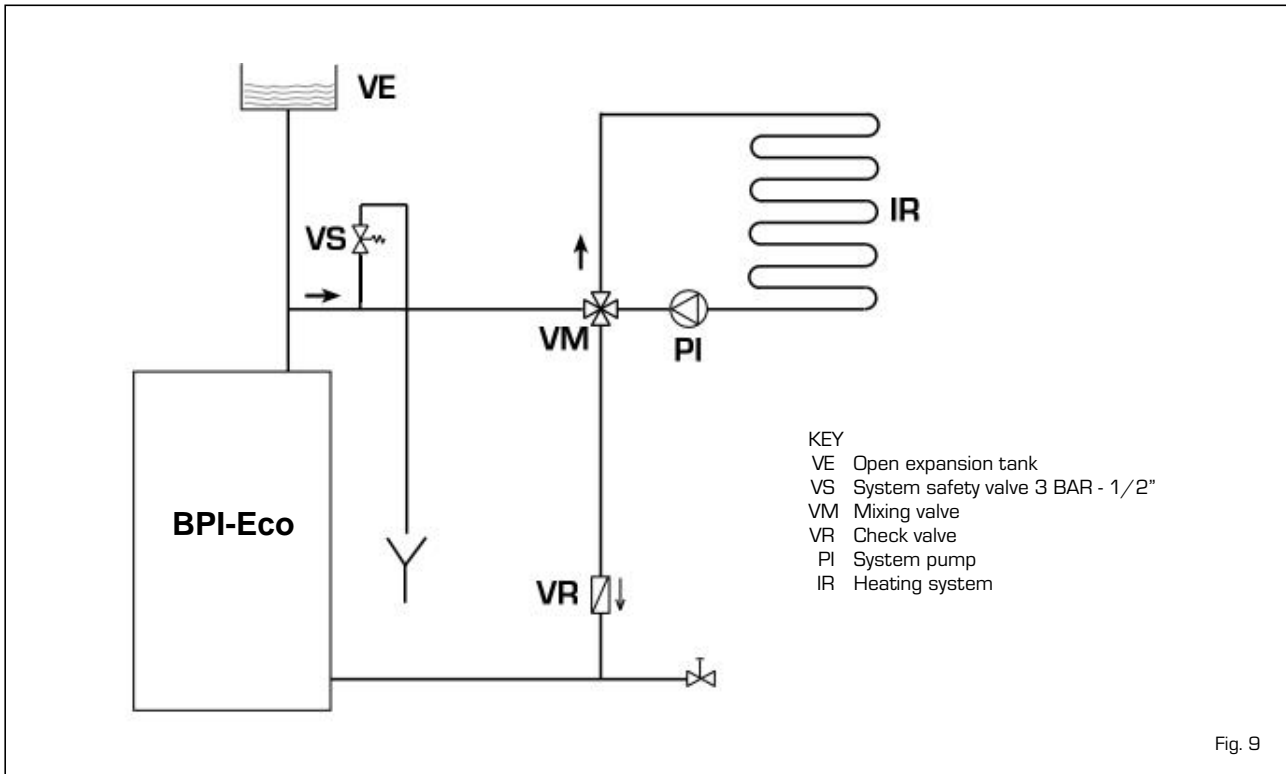 VE
VS
IR
VM
PI
BPI-Eco
VR
KEY
VE Open expansion tank
VS System safety valve 3 BAR - 1/2”
VM Mixing valve
VR Check valve
PI System pump
IR Heating system
Fig. 9